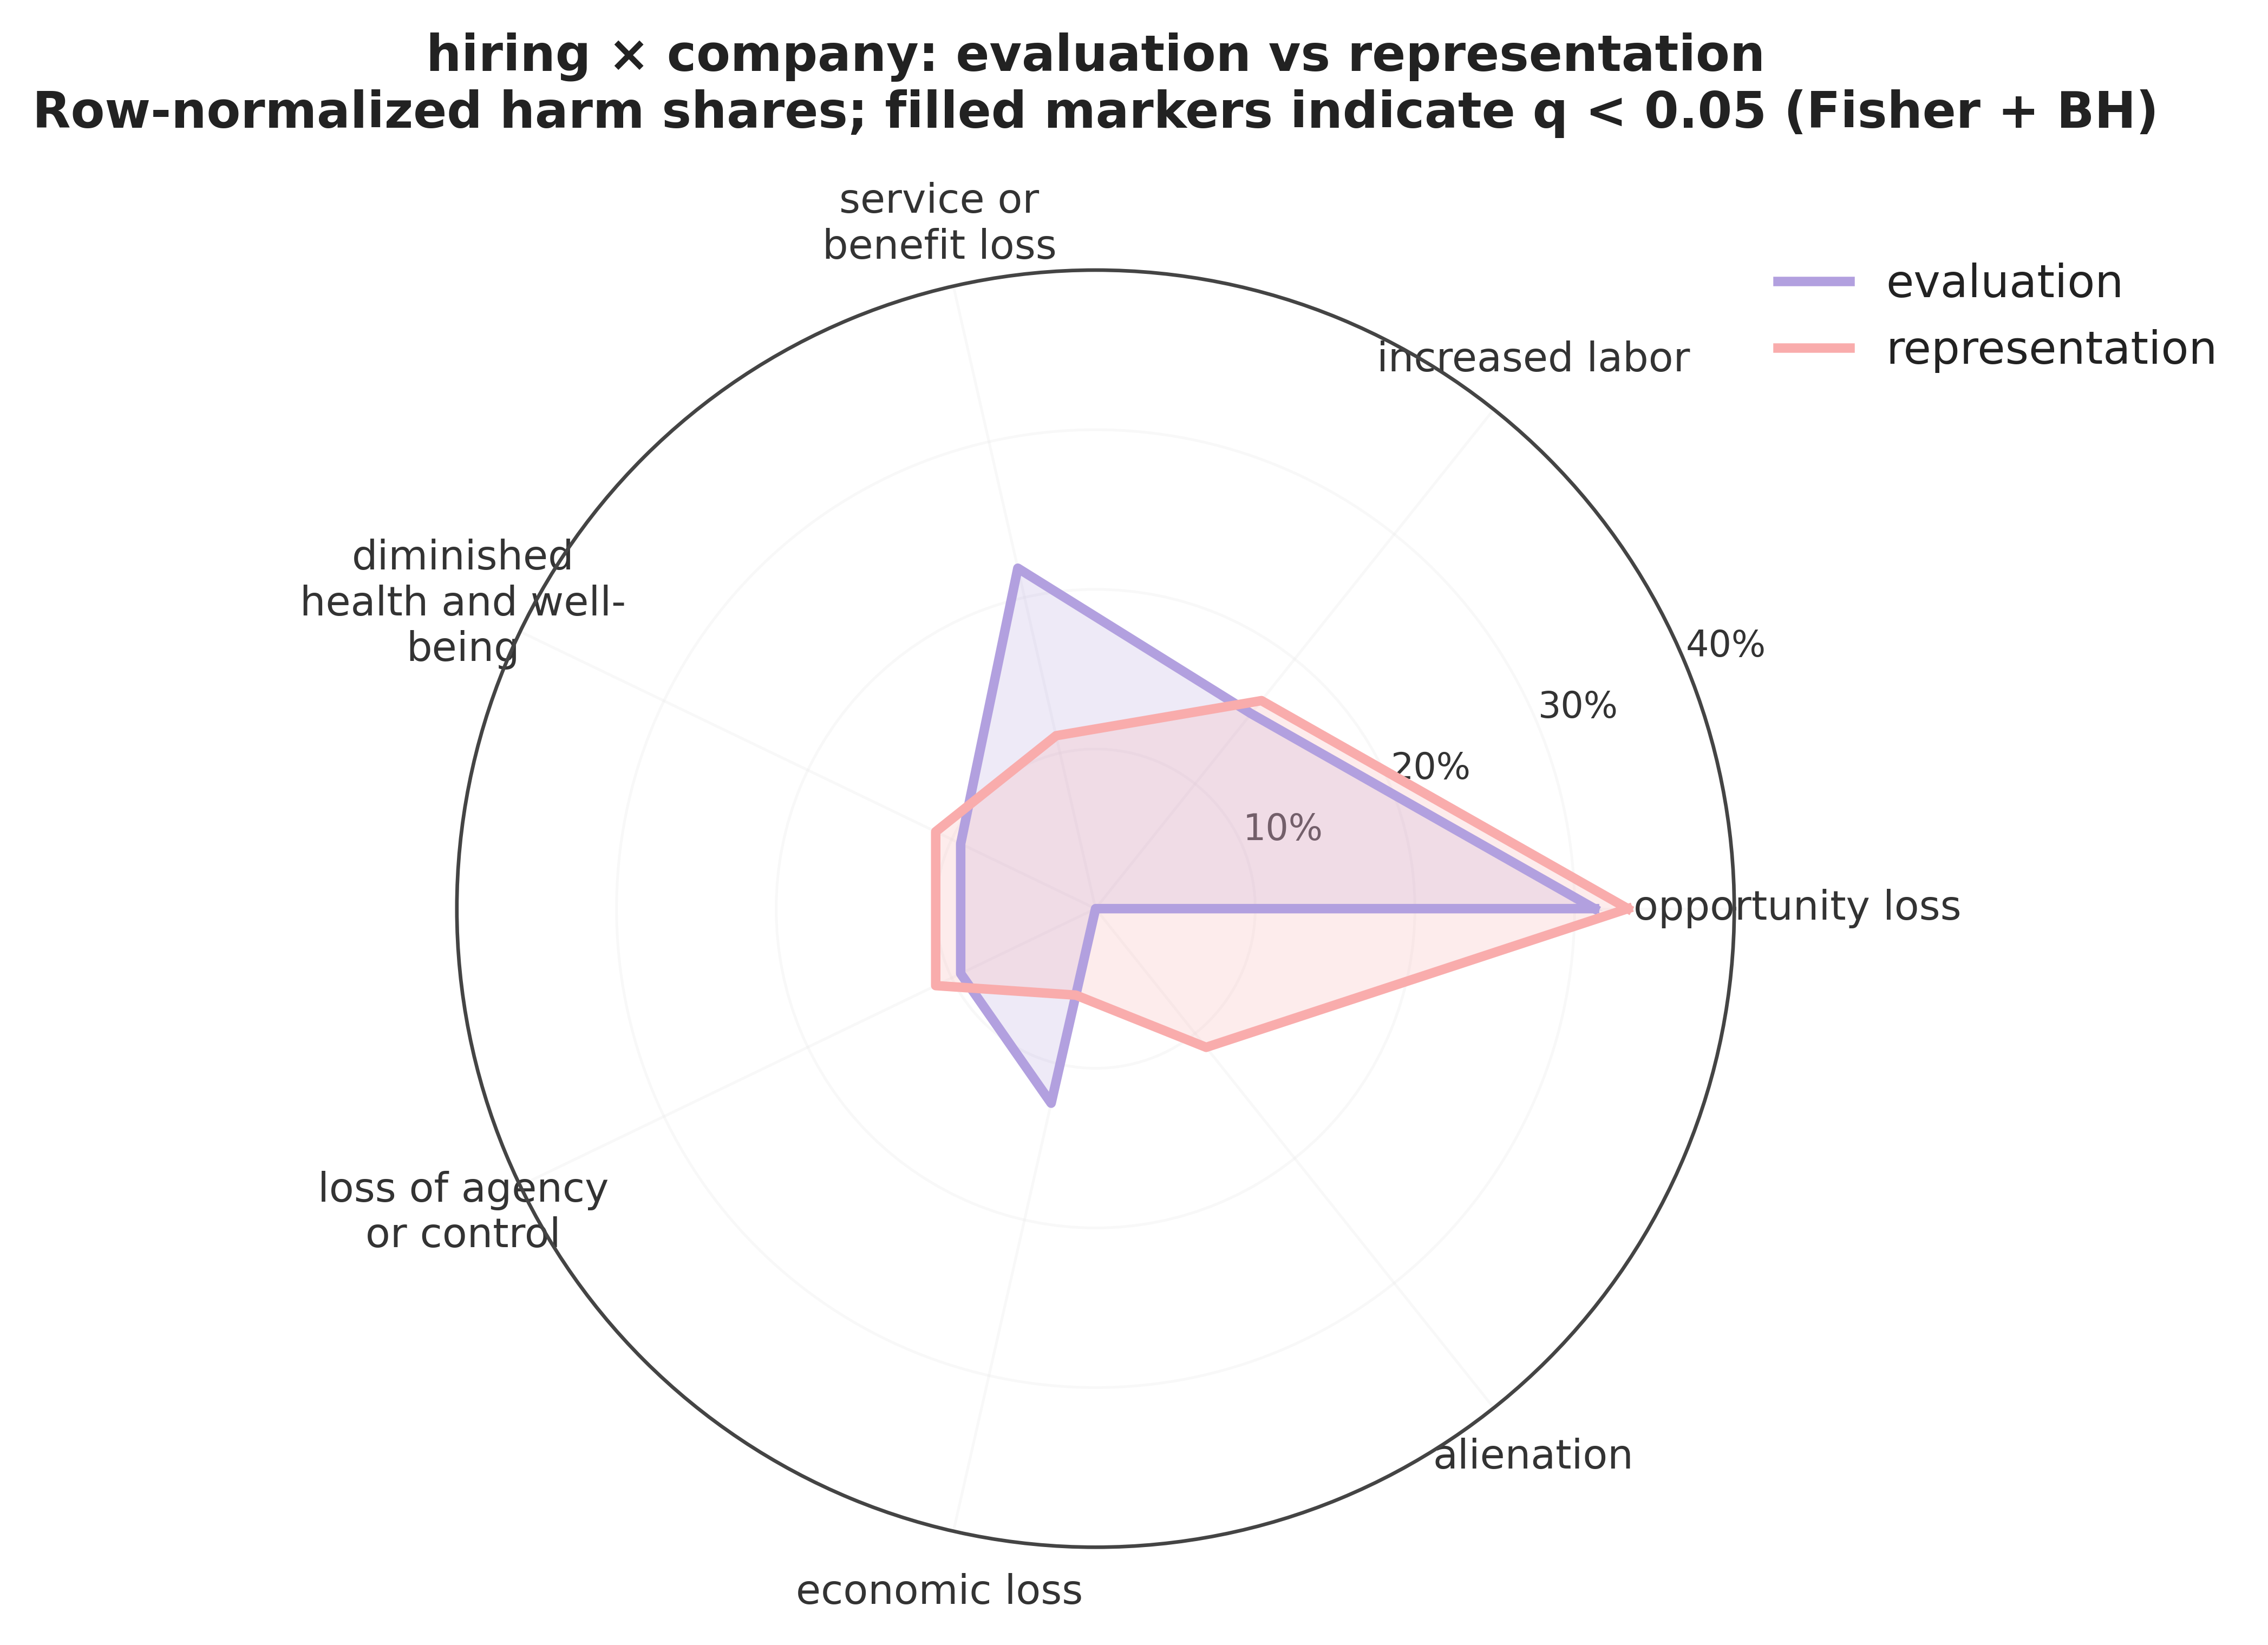 hiring × company: evaluation vs representation
Row-normalized harm shares; filled markers indicate q < 0.05 (Fisher + BH)
service or
benefit loss
evaluation
representation
increased labor
diminished
health and well-
being
40%
30%
20%
10%
opportunity loss
loss of agency
or control
alienation
economic loss